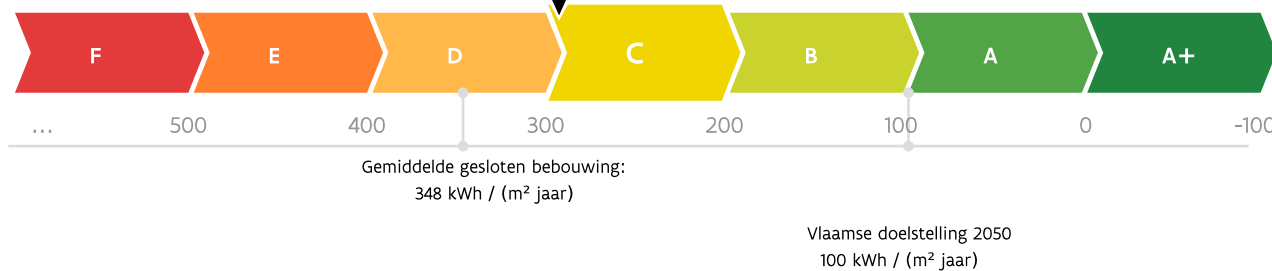 F E D C B A A+
... 500 400 300 200 100 0 -100
Gemiddelde gesloten bebouwing:
348 kWh / (m² jaar)
Vlaamse doelstelling 2050
100 kWh / (m² jaar)